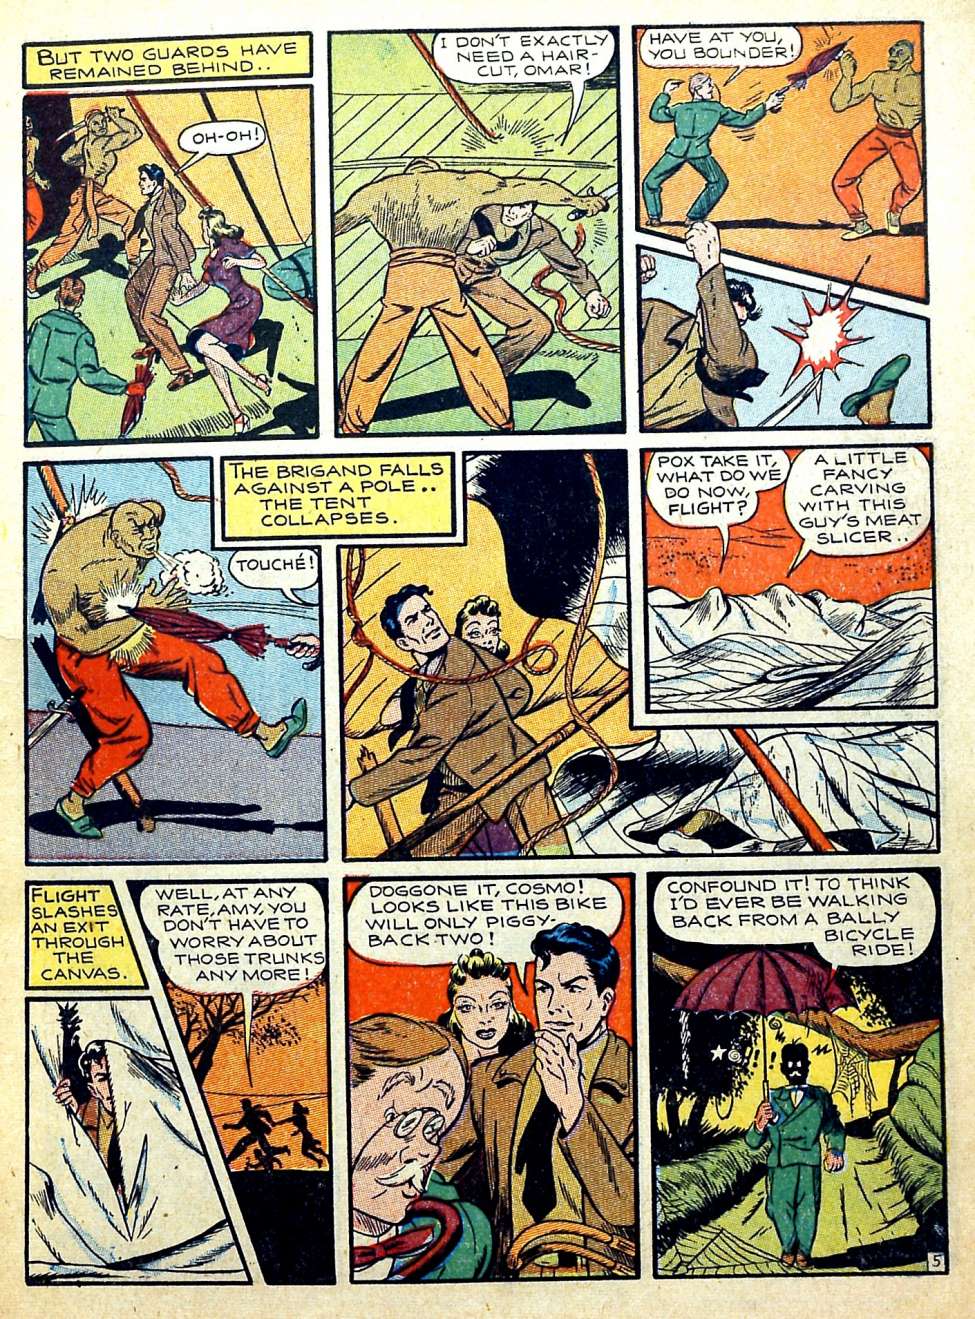 BUT TWO GUARDS HAVE
REMAINED BEHIND..
OH-OH!
I DON'T EXACTLY
NEED A HAIR-
CUT, OMAR!
HAVE AT YOU,
YOU BOUNDER!
THE BRIGAND FALLS
AGAINST A POLE..
THE TENT
COLLAPSES.
TOUCHÉ!
POX TAKE IT,
WHAT DO WE
DO NOW,
FLIGHT?
A LITTLE
FANCY
CARVING
WITH THIS
GUY'S MEAT
SLICER..
FLIGHT
SLASHES
AN EXIT
THROUGH
THE
CANVAS.
WELL, AT ANY
RATE, AMY, YOU
DON'T HAVE TO
WORRY ABOUT
THOSE TRUNKS
ANY MORE!
DOGGONE IT, COSMO!
LOOKS LIKE THIS BIKE
WILL ONLY PIGGY-
BACK TWO!
CONFOUND IT! TO THINK
I'D EVER BE WALKING
BACK FROM A BALLY
BICYCLE
RIDE!
5